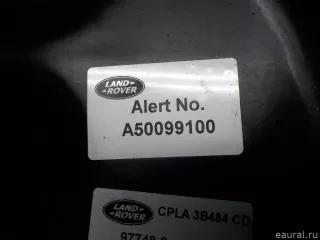 LAND
ROVER
Alert No.
A50099100
LAND
ROVER
CPLA 3B484 CD
eaural.ru